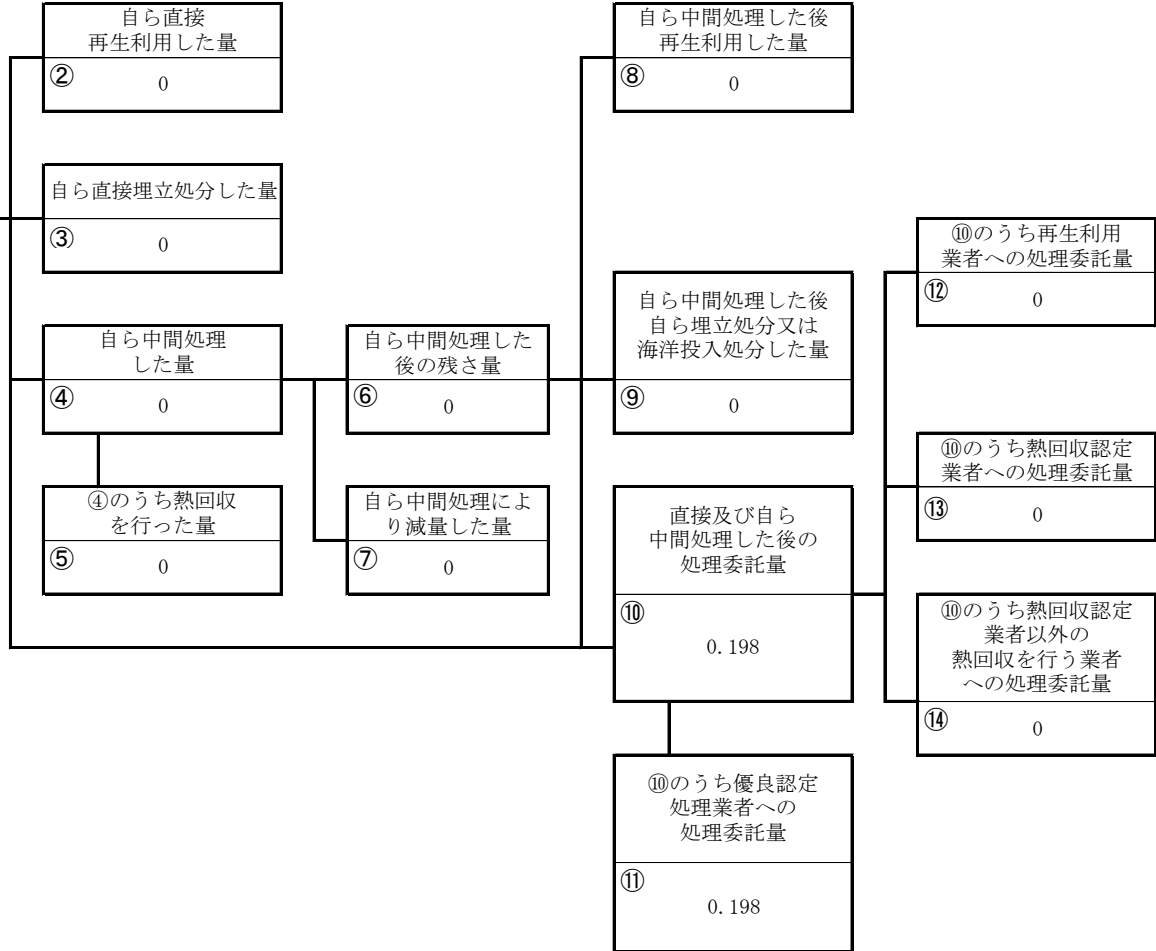 自ら直接
再生利用した量
②
0
自ら中間処理した後
再生利用した量
⑧
0
自ら直接埋立処分した量
③
0
⑩のうち再生利用
業者への処理委託量
⑫
0
自ら中間処理
した量
④
0
自ら中間処理した
後の残さ量
⑥
0
自ら中間処理した後
自ら埋立処分又は
海洋投入処分した量
⑨
0
⑩のうち熱回収認定
業者への処理委託量
⑬
0
④のうち熱回収
を行った量
⑤
0
自ら中間処理によ
り減量した量
⑦
0
直接及び自ら
中間処理した後の
処理委託量
⑩
0.198
⑩のうち熱回収認定
業者以外の
熱回収を行う業者
への処理委託量
⑭
0
⑩のうち優良認定
処理業者への
処理委託量
⑪
0.198